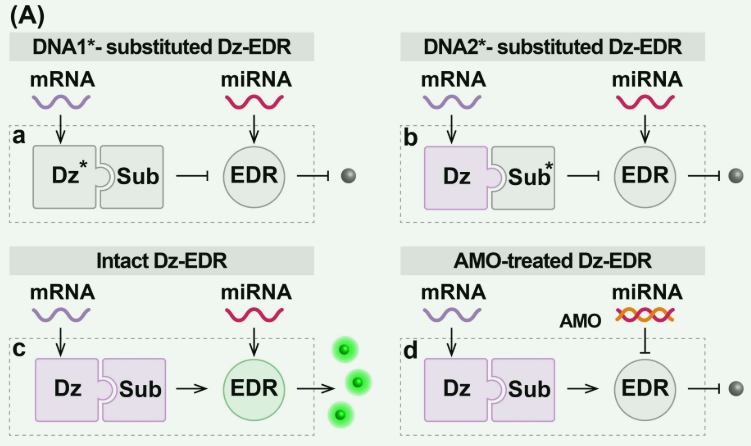 (A)
DNA1*- substituted Dz-EDR
mRNA miRNA
a
Dz* Sub EDR
DNA2*- substituted Dz-EDR
mRNA miRNA
b
Dz Sub* EDR
Intact Dz-EDR
mRNA miRNA
c
Dz Sub EDR
AMO-treated Dz-EDR
mRNA miRNA
AMO
d
Dz Sub EDR